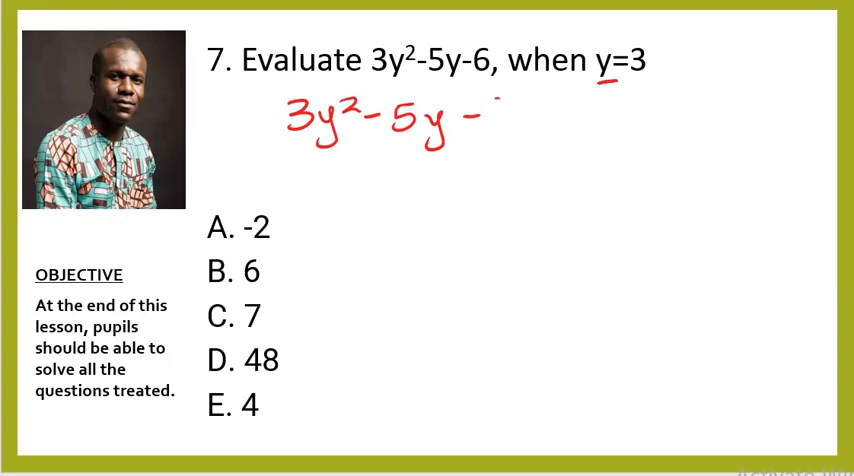 7. Evaluate 3y²-5y-6, when y=3
3y² - 5y -
A. -2
B. 6
C. 7
D. 48
E. 4
OBJECTIVE
At the end of this
lesson, pupils
should be able to
solve all the
questions treated.